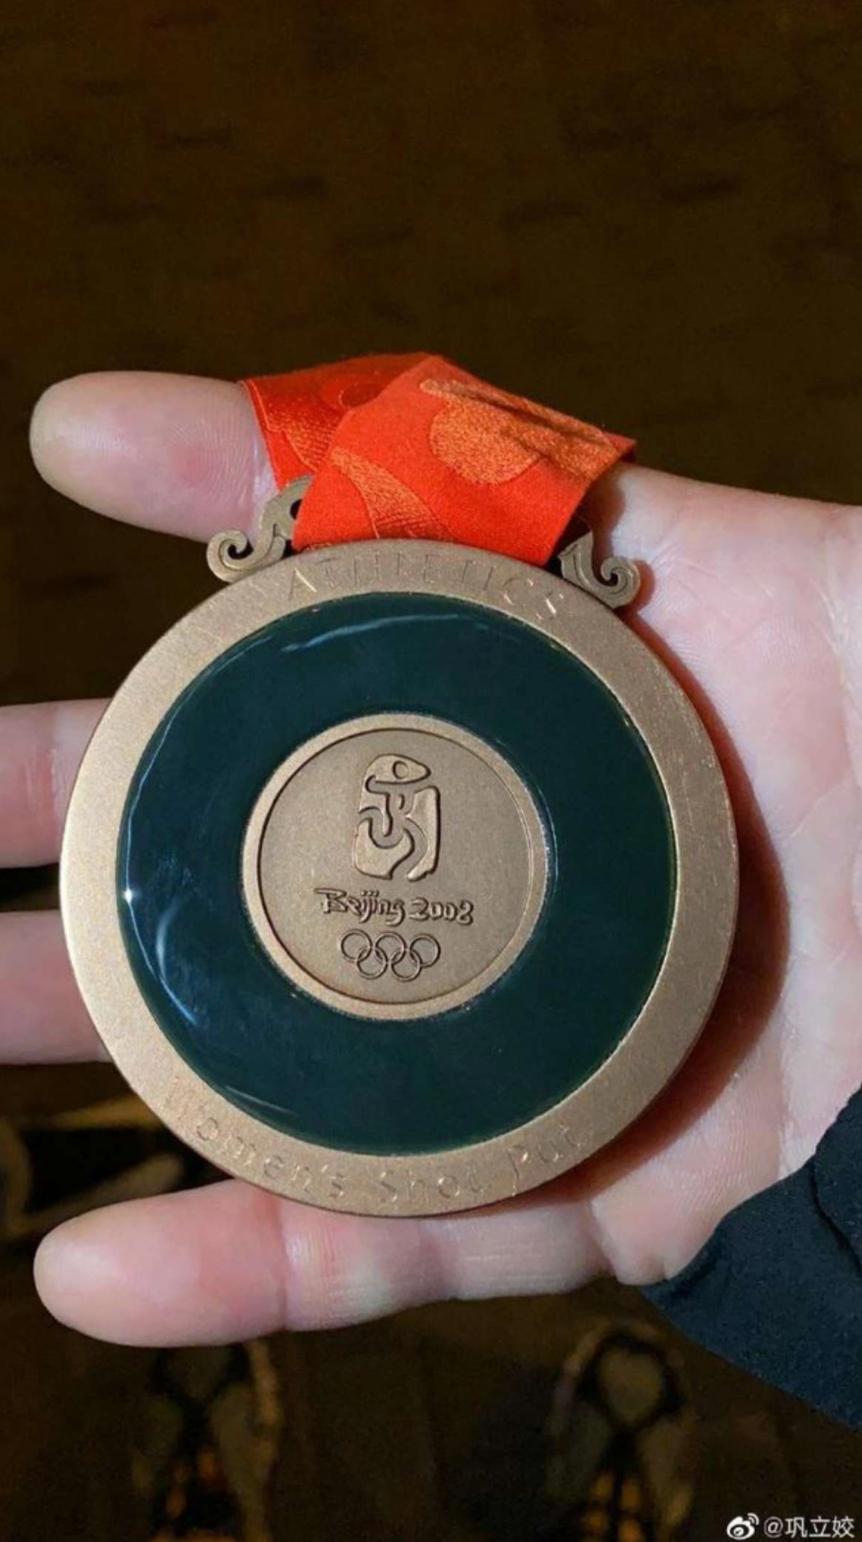 ATHLETICS
Beijing 2008
Women's Shot Put
@巩立姣